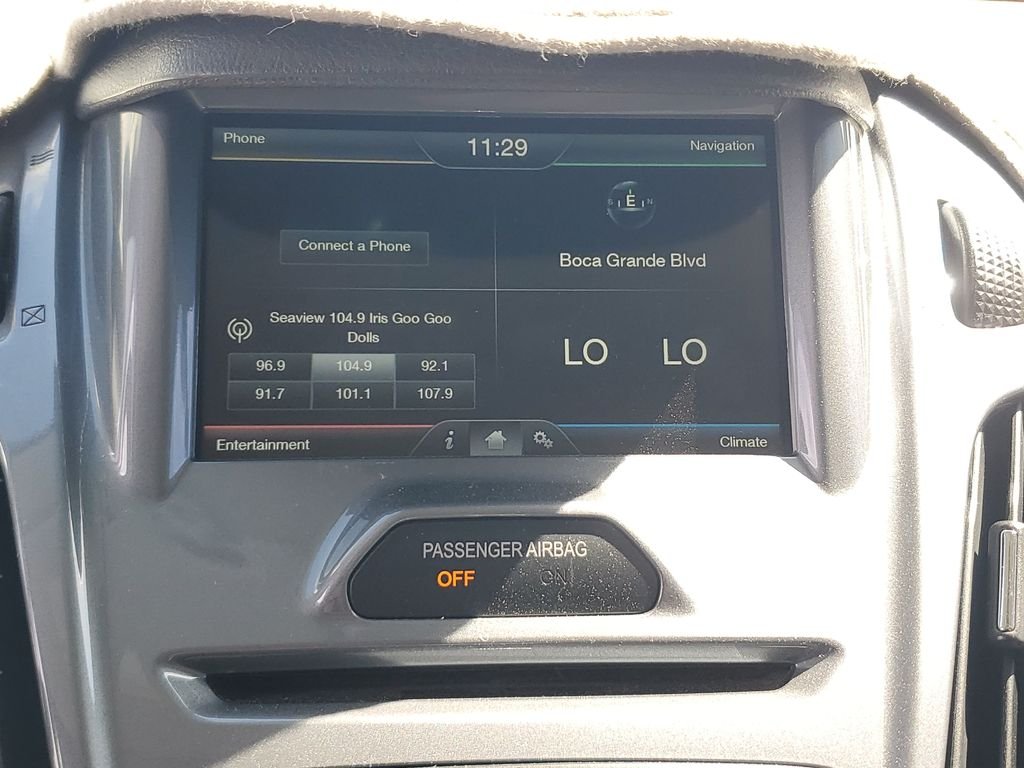 Phone
11:29
Navigation
S I E I N
Connect a Phone
Boca Grande Blvd
Seaview 104.9 Iris Goo Goo
Dolls
LO LO
96.9 104.9 92.1
91.7 101.1 107.9
Entertainment
i
Climate
PASSENGER AIRBAG
OFF ON